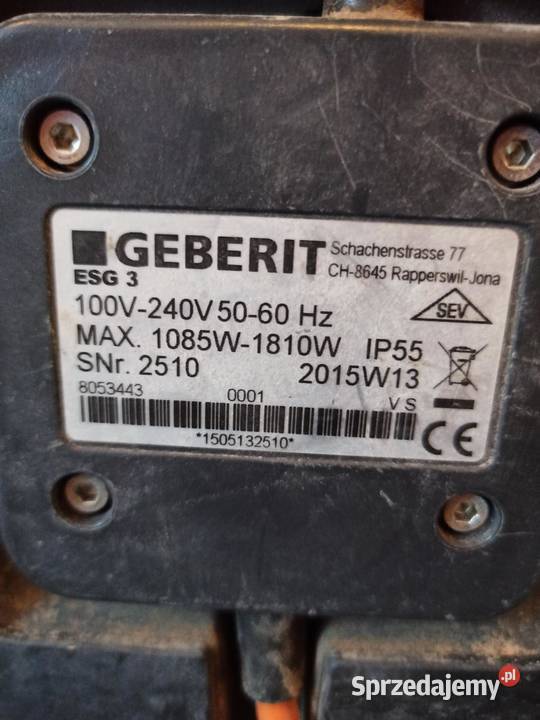 GEBERIT
Schachenstrasse 77
CH-8645 Rapperswil-Jona
ESG 3
100V-240V 50-60 Hz
SEV
MAX. 1085W-1810W IP55
SNr. 2510 2015W13
8053443 0001 V S
*1505132510*
CE
Sprzedajemy.pl